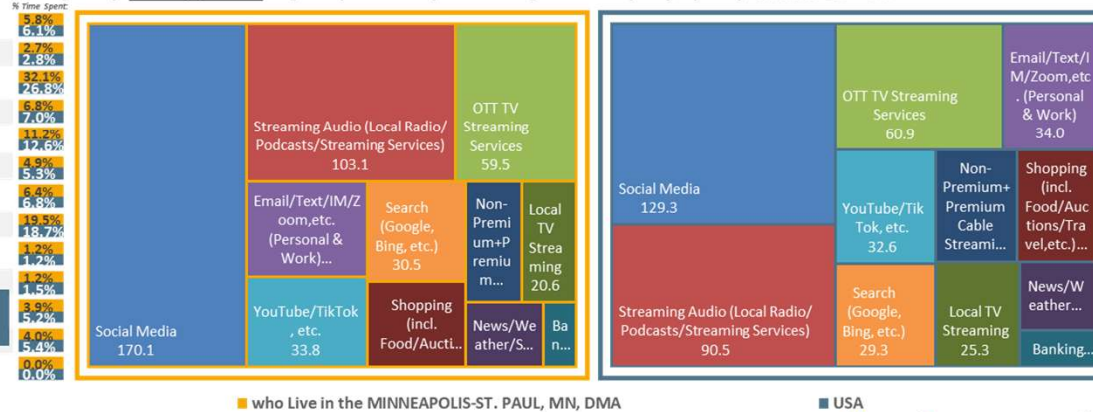 % Time Spent:
5.8%
6.1%
2.7%
2.8%
32.1%
26.8%
6.8%
7.0%
11.2%
12.6%
4.9%
5.3%
6.4%
6.8%
19.5%
18.7%
1.2%
1.2%
1.2%
1.5%
3.9%
5.2%
4.0%
5.4%
0.0%
0.0%
Social Media
170.1
Streaming Audio (Local Radio/
Podcasts/Streaming Services)
103.1
OTT TV
Streaming
Services
59.5
Email/Text/IM/Z
oom,etc.
(Personal &
Work)...
Search
(Google,
Bing, etc.)
30.5
Non-
Premi
um+P
remiu
m...
Local
TV
Strea
ming
20.6
YouTube/TikTok
, etc.
33.8
Shopping
(incl.
Food/Aucti...
News/We
ather/S...
Ba
n...
Social Media
129.3
Streaming Audio (Local Radio/
Podcasts/Streaming Services)
90.5
OTT TV Streaming
Services
60.9
Email/Text/I
M/Zoom,etc
. (Personal
& Work)
34.0
YouTube/Tik
Tok, etc.
32.6
Non-
Premium+
Premium
Cable
Streami...
Shopping
(incl.
Food/Auc
tions/Tra
vel,etc.)...
Search
(Google,
Bing, etc.)
29.3
Local TV
Streaming
25.3
News/W
eather...
Banking...
who Live in the MINNEAPOLIS-ST. PAUL, MN, DMA
USA